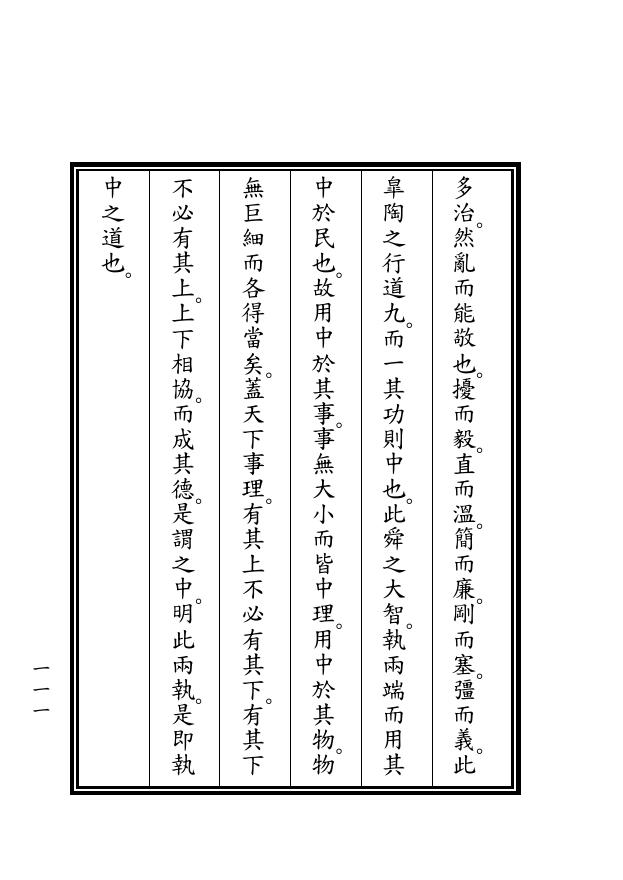 多治。然亂而能敬也。擾而毅。直而溫。簡而廉。剛而塞。彊而義。此
皐陶之行道九。而一其功則中也。此舜之大智。執兩端而用其
中於民也。故用中於其事。事無大小而皆中理。用中於其物。物
無巨細而各得當矣。蓋天下事理。有其上不必有其下。有其下
不必有其上。上下相協。而成其德。是謂之中。明此兩執。是即執
中之道也。
一一一